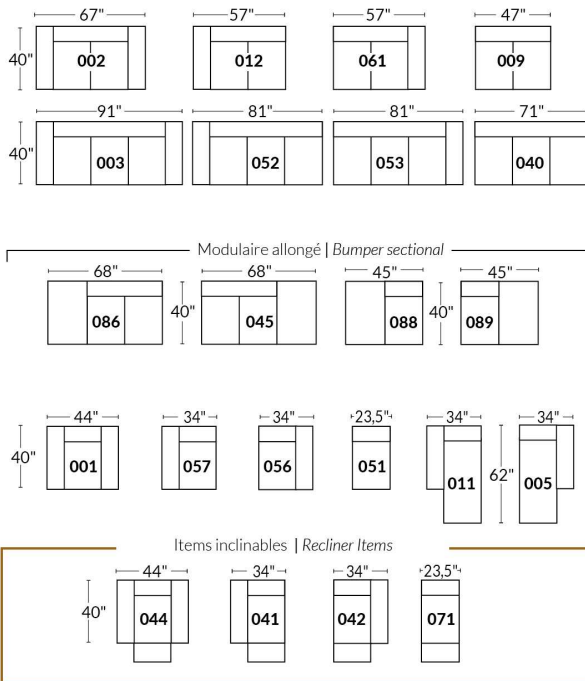 67" 57" 57" 47"
40" 002 012 061 009
91" 81" 81" 71"
40" 003 052 053 040
Modulaire allongé | Bumper sectional
68" 68" 45" 45"
086 40" 045 088 40" 089
44" 34" 34" 23,5" 34" 34"
40" 001 057 056 051 011 62" 005
Items inclinables | Recliner Items
44" 34" 34" 23,5"
40" 044 041 042 071